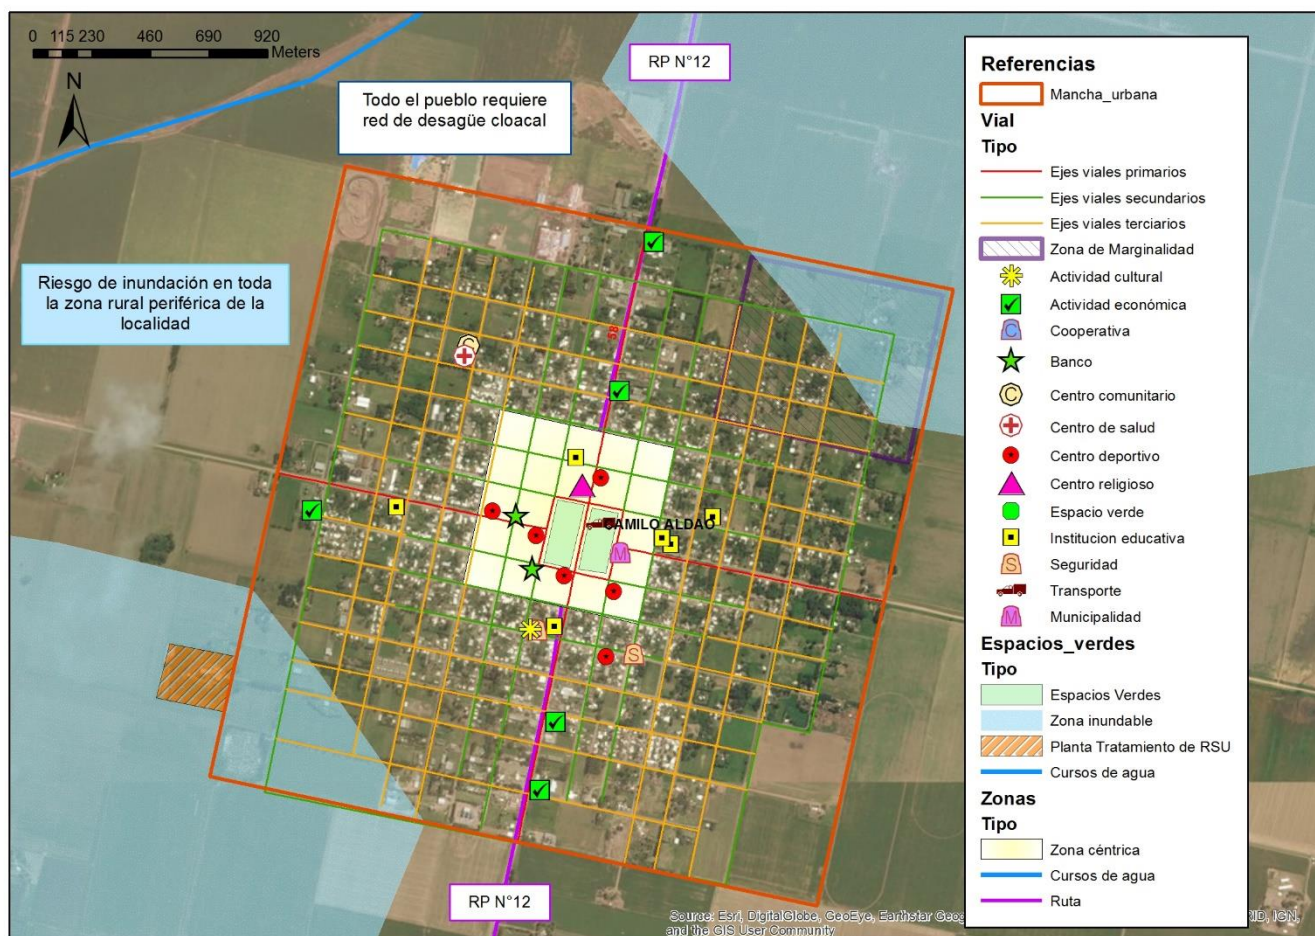 0 115 230 460 690 920
Meters
N
RP N°12
Todo el pueblo requiere
red de desagüe cloacal
Riesgo de inundación en toda
la zona rural periférica de la
localidad
C
CAMILO ALDAO
M
S
RP N°12
Referencias
Mancha_urbana
Vial
Tipo
Ejes viales primarios
Ejes viales secundarios
Ejes viales terciarios
Zona de Marginalidad
Actividad cultural
Actividad económica
C Cooperativa
Banco
C Centro comunitario
Centro de salud
Centro deportivo
Centro religioso
Espacio verde
Institucion educativa
S Seguridad
Transporte
M Municipalidad
Espacios_verdes
Tipo
Espacios Verdes
Zona inundable
Planta Tratamiento de RSU
Cursos de agua
Zonas
Tipo
Zona céntrica
Cursos de agua
Ruta
Source: Esri, DigitalGlobe, GeoEye, Earthstar IGN,
and the GIS User Community